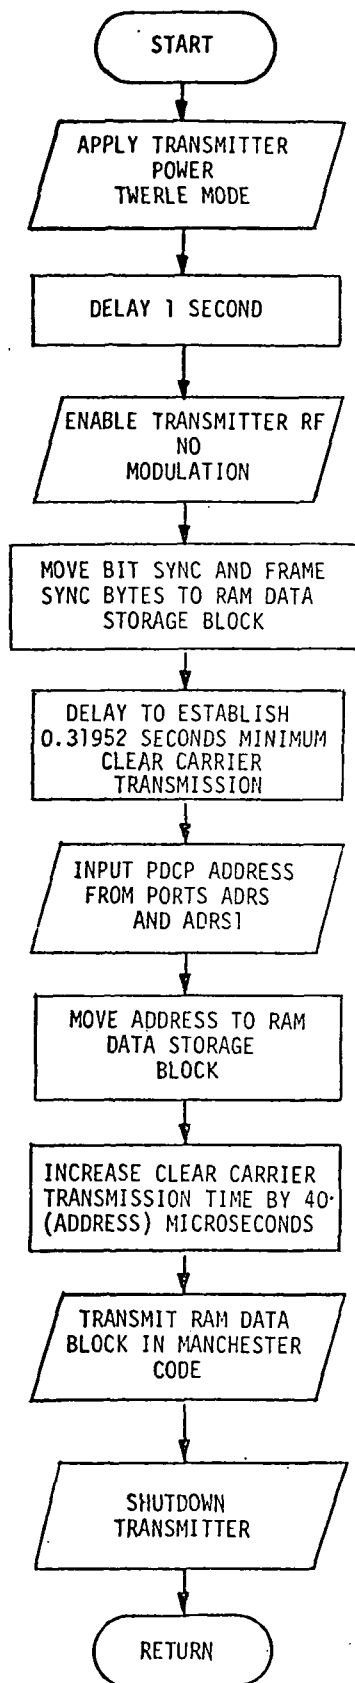 START
APPLY TRANSMITTER
POWER
TWERLE MODE
DELAY 1 SECOND
ENABLE TRANSMITTER RF
NO
MODULATION
MOVE BIT SYNC AND FRAME
SYNC BYTES TO RAM DATA
STORAGE BLOCK
DELAY TO ESTABLISH
0.31952 SECONDS MINIMUM
CLEAR CARRIER
TRANSMISSION
INPUT PDCP ADDRESS
FROM PORTS ADRS
AND ADRS1
MOVE ADDRESS TO RAM
DATA STORAGE
BLOCK
INCREASE CLEAR CARRIER
TRANSMISSION TIME BY 40·
(ADDRESS) MICROSECONDS
TRANSMIT RAM DATA
BLOCK IN MANCHESTER
CODE
SHUTDOWN
TRANSMITTER
RETURN